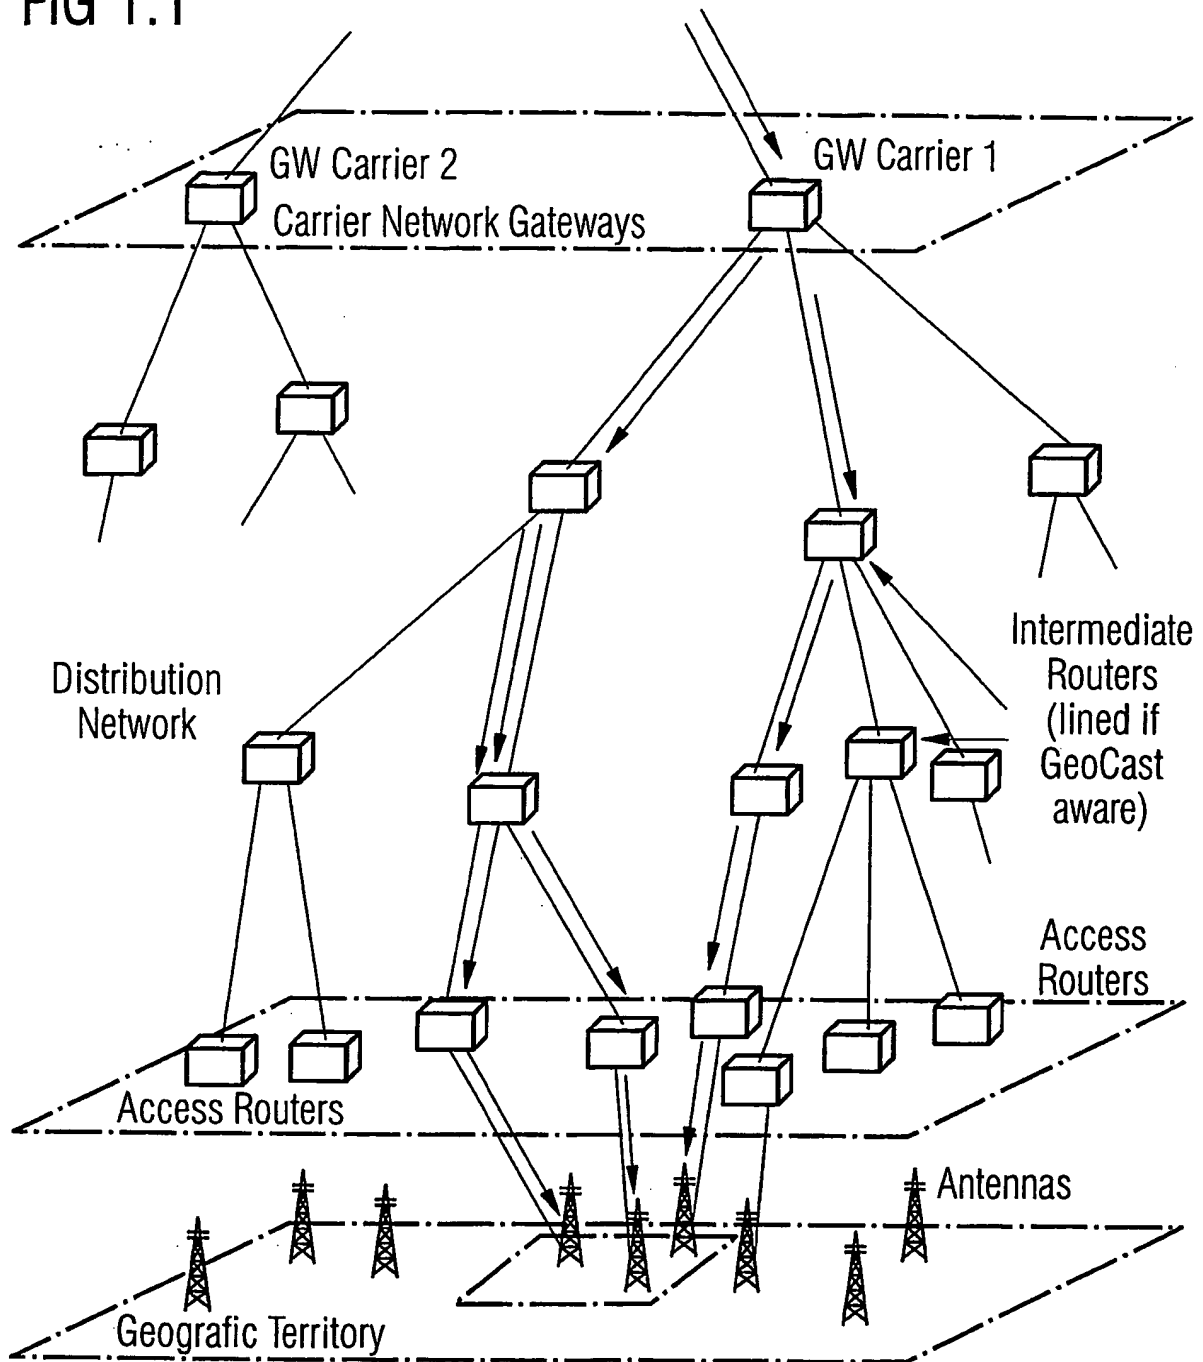 FIG 1.1
GW Carrier 2
GW Carrier 1
Carrier Network Gateways
Distribution
Network
Intermediate
Routers
(lined if
GeoCast
aware)
Access
Routers
Access Routers
Antennas
Geografic Territory